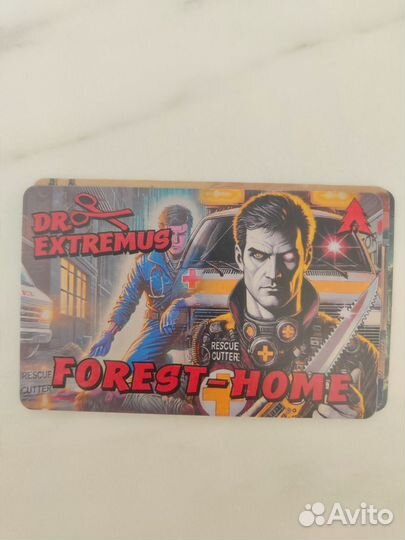 DR
EXTREMUS
RESCUE
CUTTER
RESCUE
CUTTER
FOREST-HOME
Avito